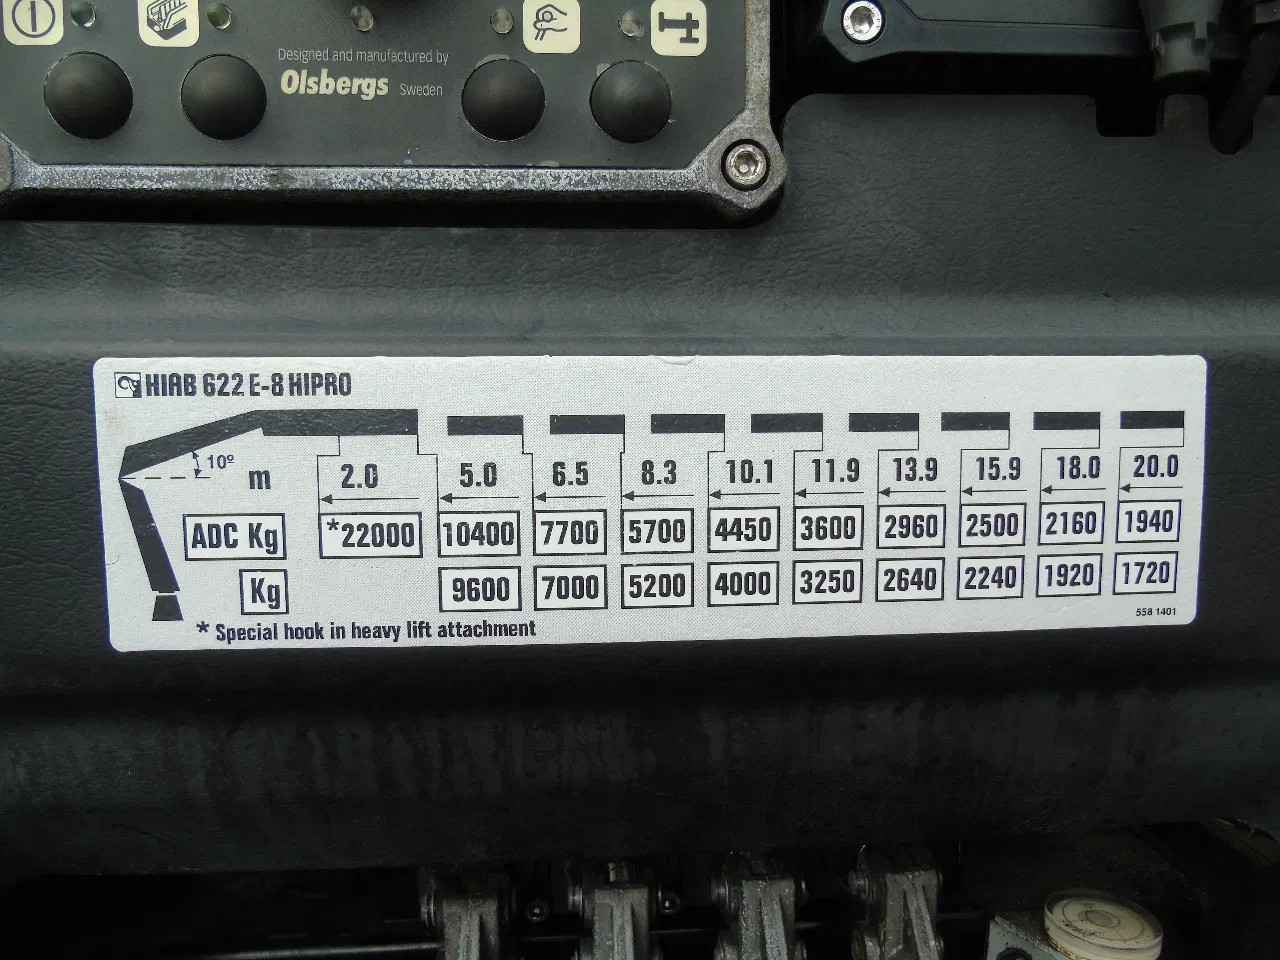 Designed and manufactured by
Olsbergs Sweden
HIAB 622 E-8 HIPRO
10º
m 2.0 5.0 6.5 8.3 10.1 11.9 13.9 15.9 18.0 20.0
ADC Kg *22000 10400 7700 5700 4450 3600 2960 2500 2160 1940
Kg 9600 7000 5200 4000 3250 2640 2240 1920 1720
* Special hook in heavy lift attachment
558 1401